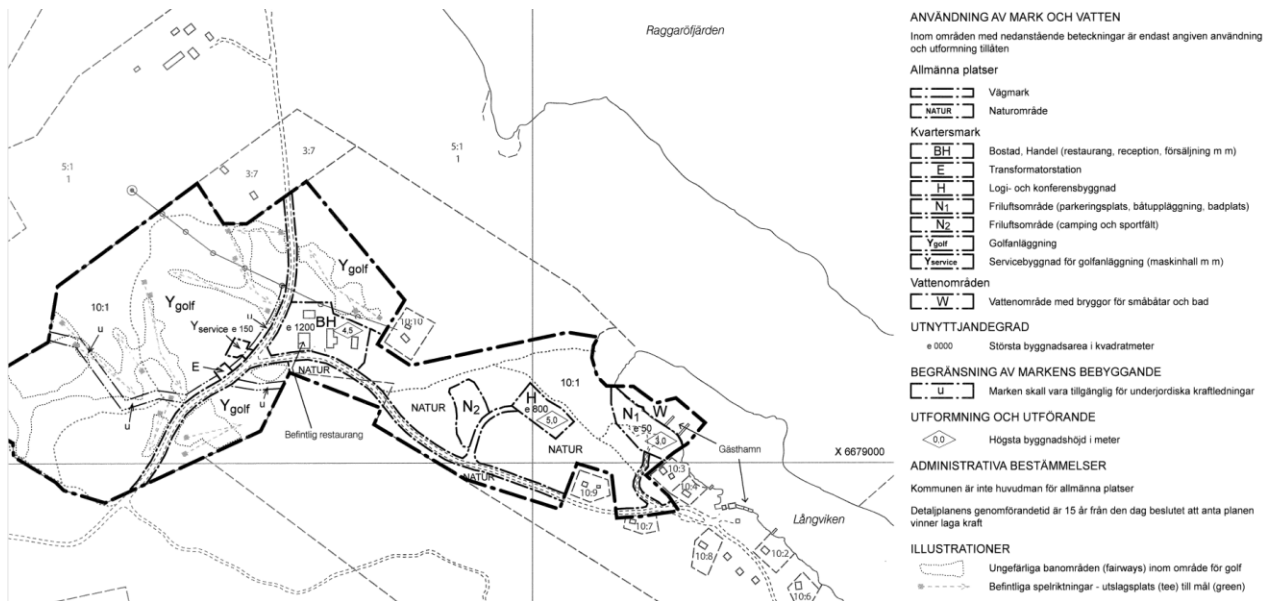 Raggaröfjärden
5:1
1
3:7
3:7
5:1
1
Ygolf
10:1
Ygolf
u
u
Yservice e 150
BH
e 1200
4,5
10:10
E
NATUR
Ygolf
u
u
Befintlig restaurang
NATUR
N2
H
e 800
5,0
10:1
NATUR
N1
W
e 50
3,0
Gästhamn
X 6679000
NATUR
10:9
10:3
10:4
10:7
Långviken
10:8
10:2
10:6
ANVÄNDNING AV MARK OCH VATTEN
Inom områden med nedanstående beteckningar är endast angiven användning
och utformning tillåten
Allmänna platser
Vägmark
NATUR Naturområde
Kvartersmark
BH Bostad, Handel (restaurang, reception, försäljning m m)
E Transformatorstation
H Logi- och konferensbyggnad
N1 Friluftsområde (parkeringsplats, båtuppläggning, badplats)
N2 Friluftsområde (camping och sportfält)
Ygolf Golfanläggning
Yservice Servicebyggnad för golfanläggning (maskinhall m m)
Vattenområden
W Vattenområde med bryggor för småbåtar och bad
UTNYTTJANDEGRAD
e 0000 Största byggnadsarea i kvadratmeter
BEGRÄNSNING AV MARKENS BEBYGGANDE
u Marken skall vara tillgänglig för underjordiska kraftledningar
UTFORMNING OCH UTFÖRANDE
0,0 Högsta byggnadshöjd i meter
ADMINISTRATIVA BESTÄMMELSER
Kommunen är inte huvudman för allmänna platser
Detaljplanens genomförandetid är 15 år från den dag beslutet att anta planen
vinner laga kraft
ILLUSTRATIONER
Ungefärliga banområden (fairways) inom område för golf
Befintliga spelriktningar - utslagsplats (tee) till mål (green)